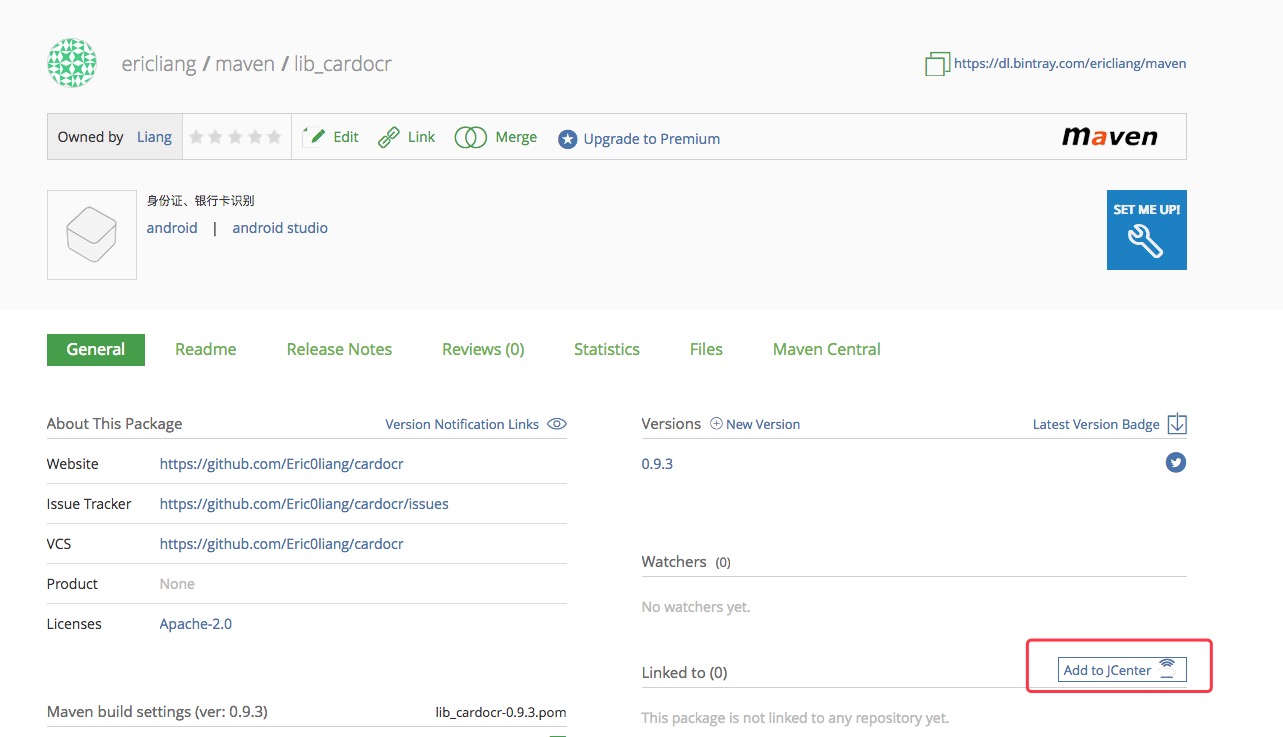 ericliang / maven / lib_cardocr
https://dl.bintray.com/ericliang/maven
Owned by Liang Edit Link Merge Upgrade to Premium maven
身份证、银行卡识别
android | android studio
SET ME UP!
General Readme Release Notes Reviews (0) Statistics Files Maven Central
About This Package Version Notification Links
Website https://github.com/Eric0liang/cardocr
Issue Tracker https://github.com/Eric0liang/cardocr/issues
VCS https://github.com/Eric0liang/cardocr
Product None
Licenses Apache-2.0
Maven build settings (ver: 0.9.3) lib_cardocr-0.9.3.pom
Versions New Version Latest Version Badge
0.9.3
Watchers (0)
No watchers yet.
Linked to (0) Add to JCenter
This package is not linked to any repository yet.